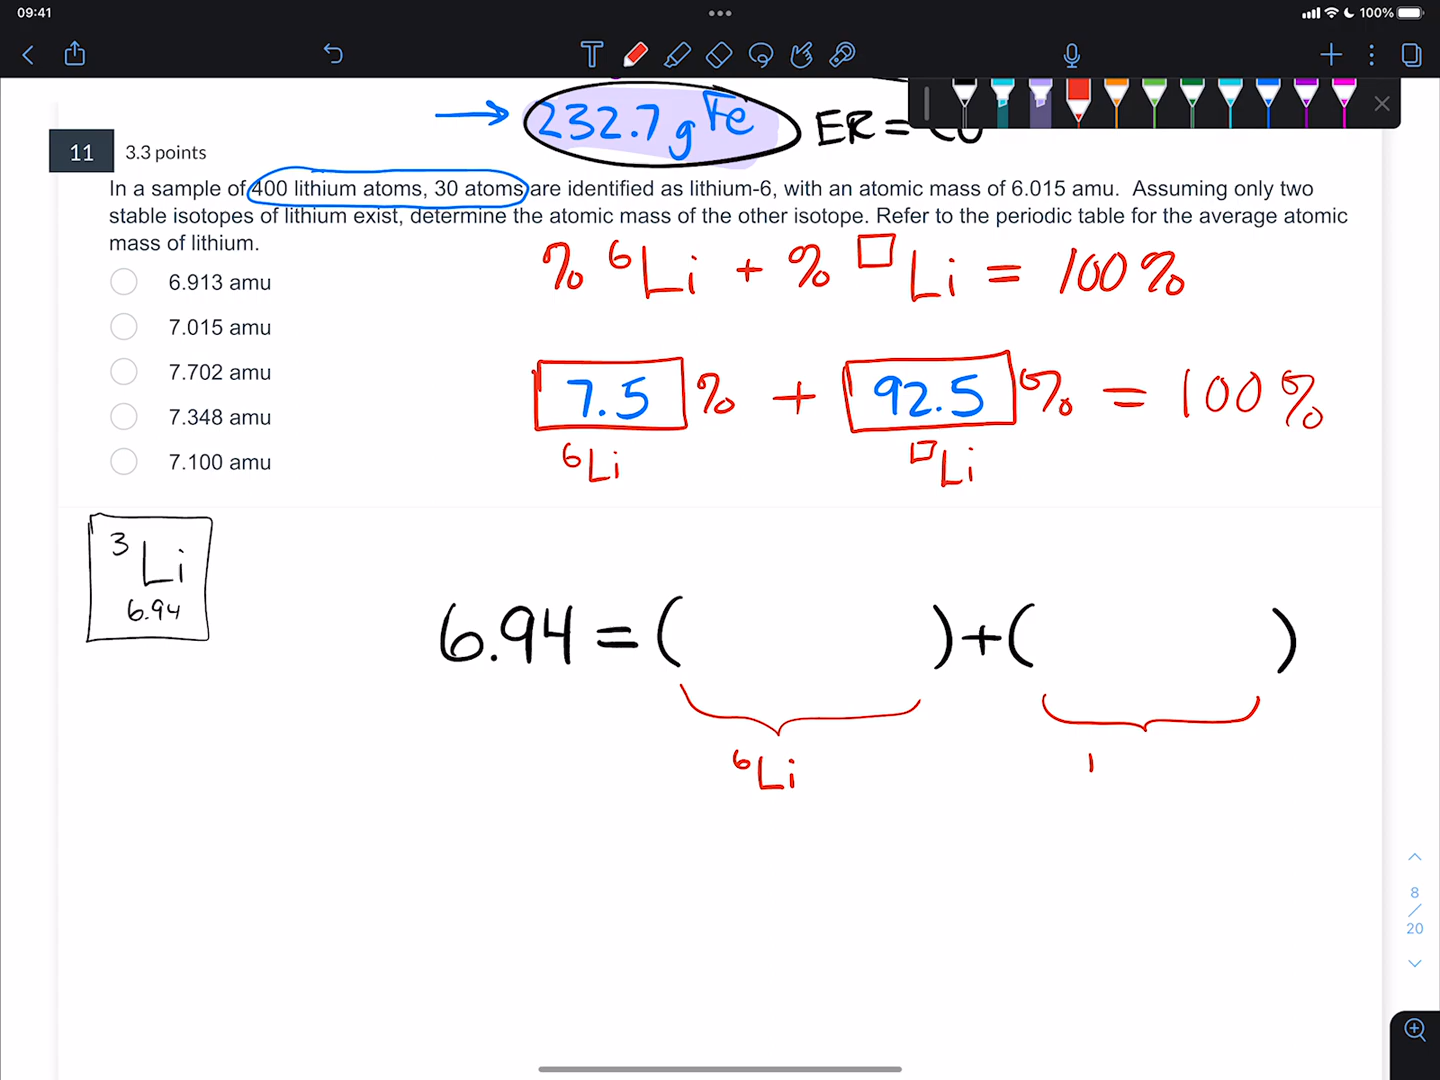 09:41
100%
232.7 g Fe
ER =
11
3.3 points
In a sample of 400 lithium atoms, 30 atoms are identified as lithium-6, with an atomic mass of 6.015 amu. Assuming only two
stable isotopes of lithium exist, determine the atomic mass of the other isotope. Refer to the periodic table for the average atomic
mass of lithium.
% ⁶Li + % □Li = 100%
6.913 amu
7.015 amu
7.702 amu
7.348 amu
7.100 amu
7.5 % + 92.5 % = 100%
⁶Li □Li
3
Li
6.94
6.94 = ( ) + ( )
⁶Li
8
/
20